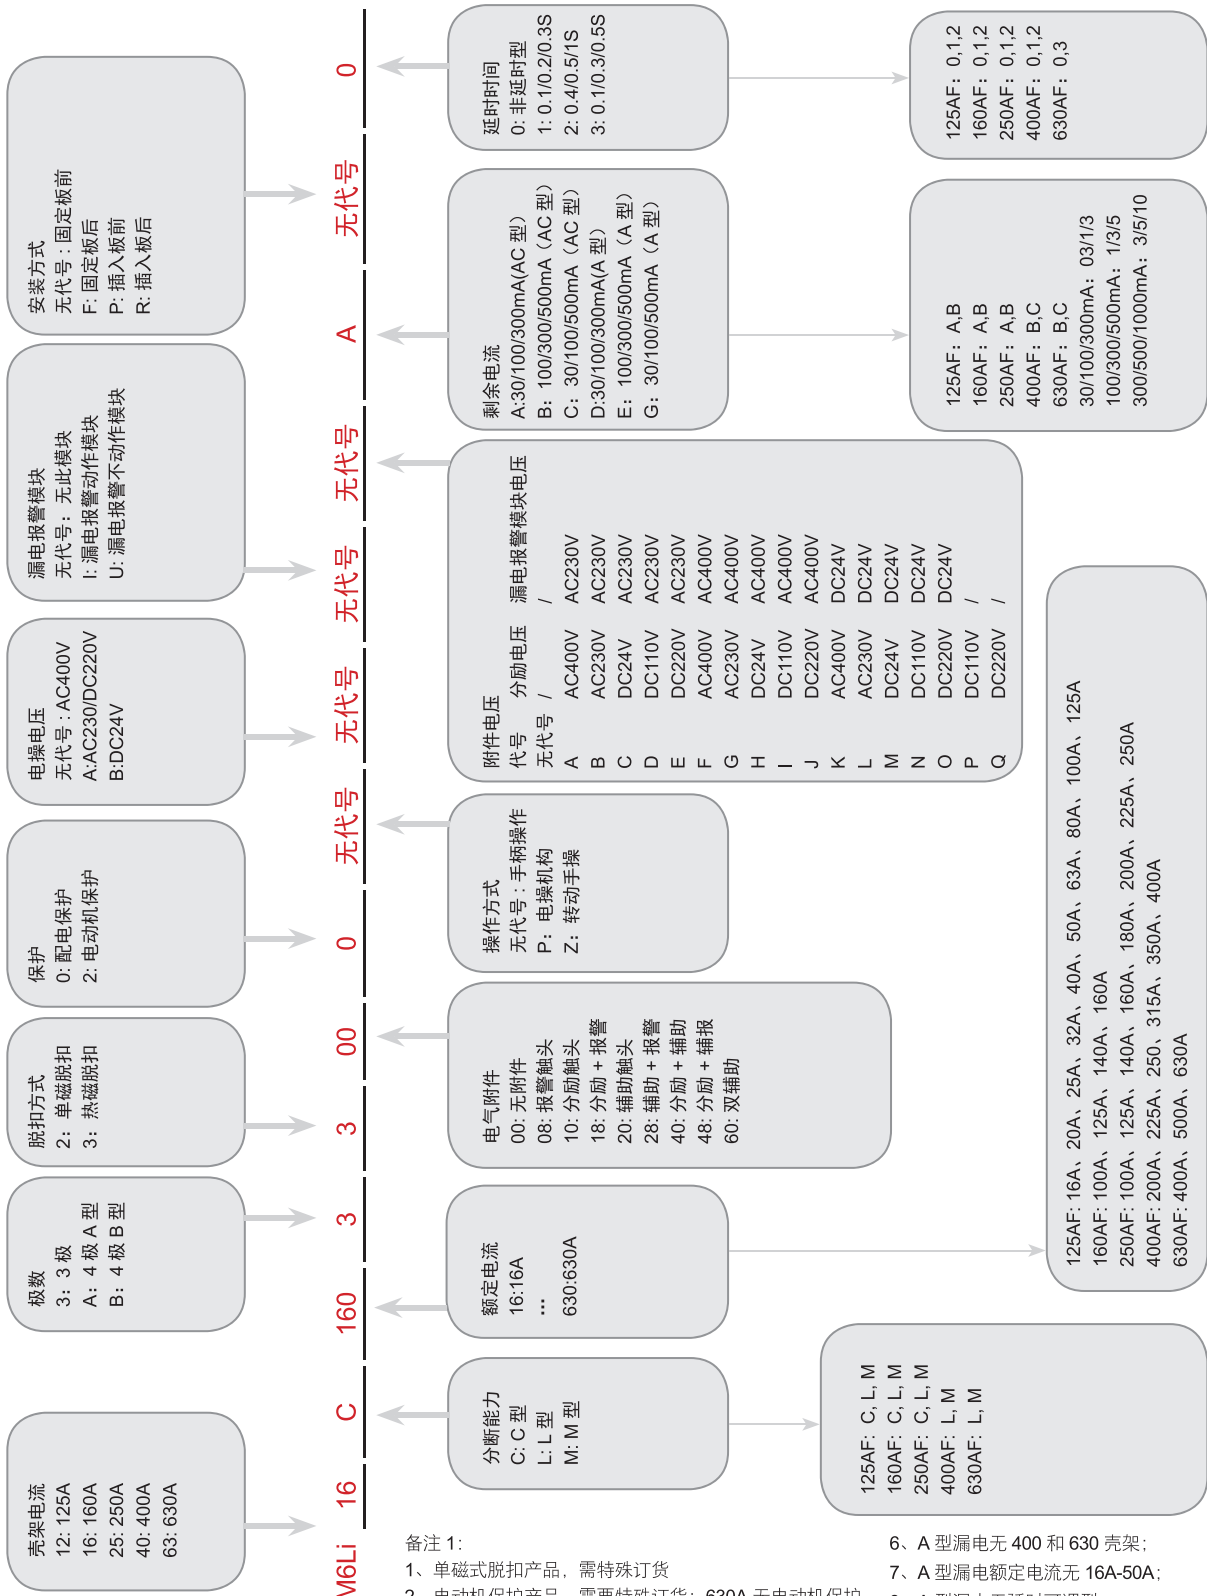 壳架电流
12: 125A
16: 160A
25: 250A
40: 400A
63: 630A
极数
3：3 极
A：4 极 A 型
B：4 极 B 型
脱扣方式
2：单磁脱扣
3：热磁脱扣
保护
0: 配电保护
2: 电动机保护
电操电压
无代号 : AC400V
A:AC230/DC220V
B:DC24V
漏电报警模块
无代号：无此模块
I: 漏电报警动作模块
U: 漏电报警不动作模块
安装方式
无代号 : 固定板前
F: 固定板后
P: 插入板前
R: 插入板后
M6Li 16 C 160 3 3 00 0 无代号 无代号 无代号 无代号 A 无代号 0
分断能力
C: C 型
L: L 型
M: M 型
额定电流
16:16A
...
630:630A
电气附件
00: 无附件
08: 报警触头
10: 分励触头
18: 分励 + 报警
20: 辅助触头
28: 辅助 + 报警
40: 分励 + 辅助
48: 分励 + 辅报
60: 双辅助
操作方式
无代号 : 手柄操作
P：电操机构
Z：转动手操
附件电压
代号 分励电压 漏电报警模块电压
无代号 / /
A AC400V AC230V
B AC230V AC230V
C DC24V AC230V
D DC110V AC230V
E DC220V AC230V
F AC400V AC400V
G AC230V AC400V
H DC24V AC400V
I DC110V AC400V
J DC220V AC400V
K AC400V DC24V
L AC230V DC24V
M DC24V DC24V
N DC110V DC24V
O DC220V DC24V
P DC110V /
Q DC220V /
剩余电流
A:30/100/300mA(AC 型)
B：100/300/500mA（AC 型）
C：30/100/500mA（AC 型）
D:30/100/300mA(A 型)
E：100/300/500mA（A 型）
G：30/100/500mA（A 型）
延时时间
0: 非延时型
1: 0.1/0.2/0.3S
2: 0.4/0.5/1S
3: 0.1/0.3/0.5S
125AF: C, L, M
160AF: C, L, M
250AF: C, L, M
400AF: L, M
630AF: L, M
125AF: 16A、20A、25A、32A、40A、50A、63A、80A、100A、125A
160AF: 100A、125A、140A、160A
250AF: 100A、125A、140A、160A、180A、200A、225A、250A
400AF: 200A、225A、250、315A、350A、400A
630AF: 400A、500A、630A
125AF：A,B
160AF：A,B
250AF：A,B
400AF：B,C
630AF：B,C
30/100/300mA：03/1/3
100/300/500mA：1/3/5
300/500/1000mA：3/5/10
125AF：0,1,2
160AF：0,1,2
250AF：0,1,2
400AF：0,1,2
630AF：0,3
备注 1:
1、单磁式脱扣产品，需特殊订货
6、A 型漏电无 400 和 630 壳架；
7、A 型漏电额定电流无 16A-50A；